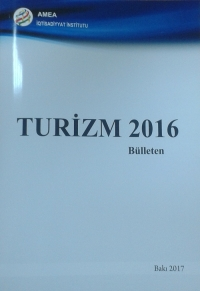 AMEA
İQTİSADİYYAT İNSTİTUTU
TURİZM 2016
Bülleten
Bakı 2017